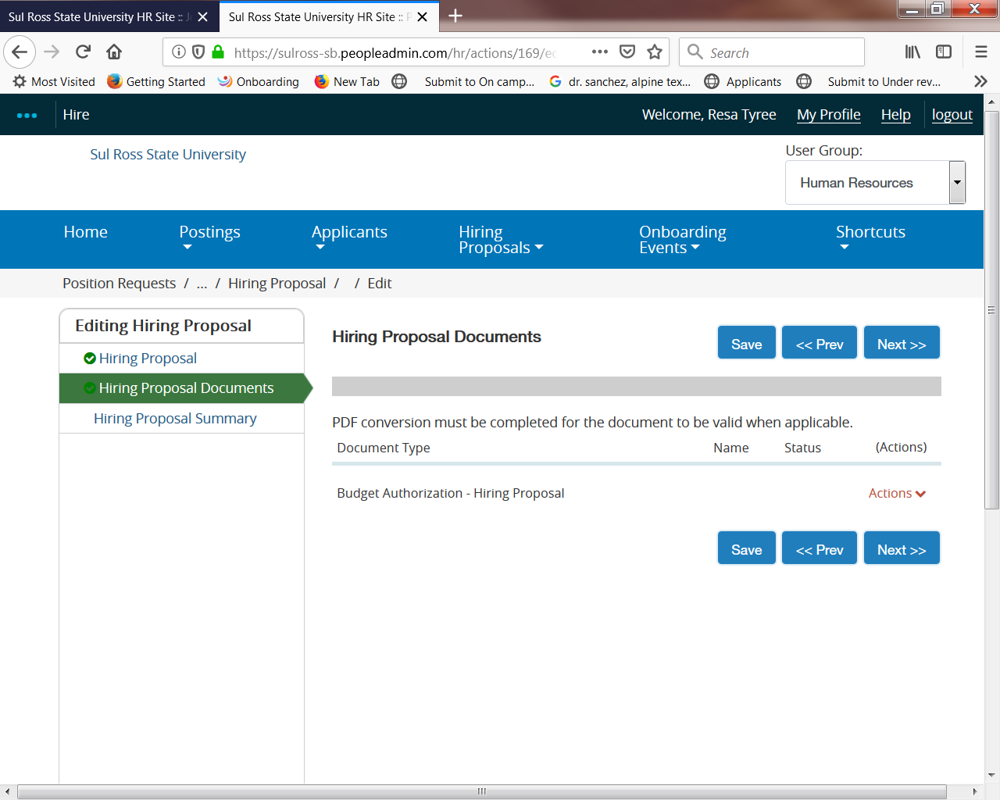 Sul Ross State University HR Site ::
Sul Ross State University HR Site ::
https://sulross-sb.peopleadmin.com/hr/actions/169/e
Search
Most Visited
Getting Started
Onboarding
New Tab
Submit to On camp...
dr. sanchez, alpine tex...
Applicants
Submit to Under rev...
Hire
Welcome, Resa Tyree
My Profile
Help
logout
Sul Ross State University
User Group:
Human Resources
Home
Postings
Applicants
Hiring
Proposals
Onboarding
Events
Shortcuts
Position Requests / ... / Hiring Proposal / / Edit
Editing Hiring Proposal
Hiring Proposal
Hiring Proposal Documents
Hiring Proposal Summary
Hiring Proposal Documents
Save
<< Prev
Next >>
PDF conversion must be completed for the document to be valid when applicable.
Document Type Name Status (Actions)
Budget Authorization - Hiring Proposal Actions
Save
<< Prev
Next >>